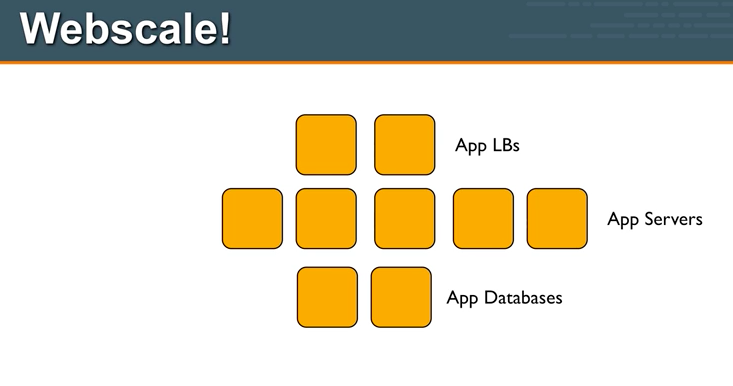 Webscale!
App LBs
App Servers
App Databases